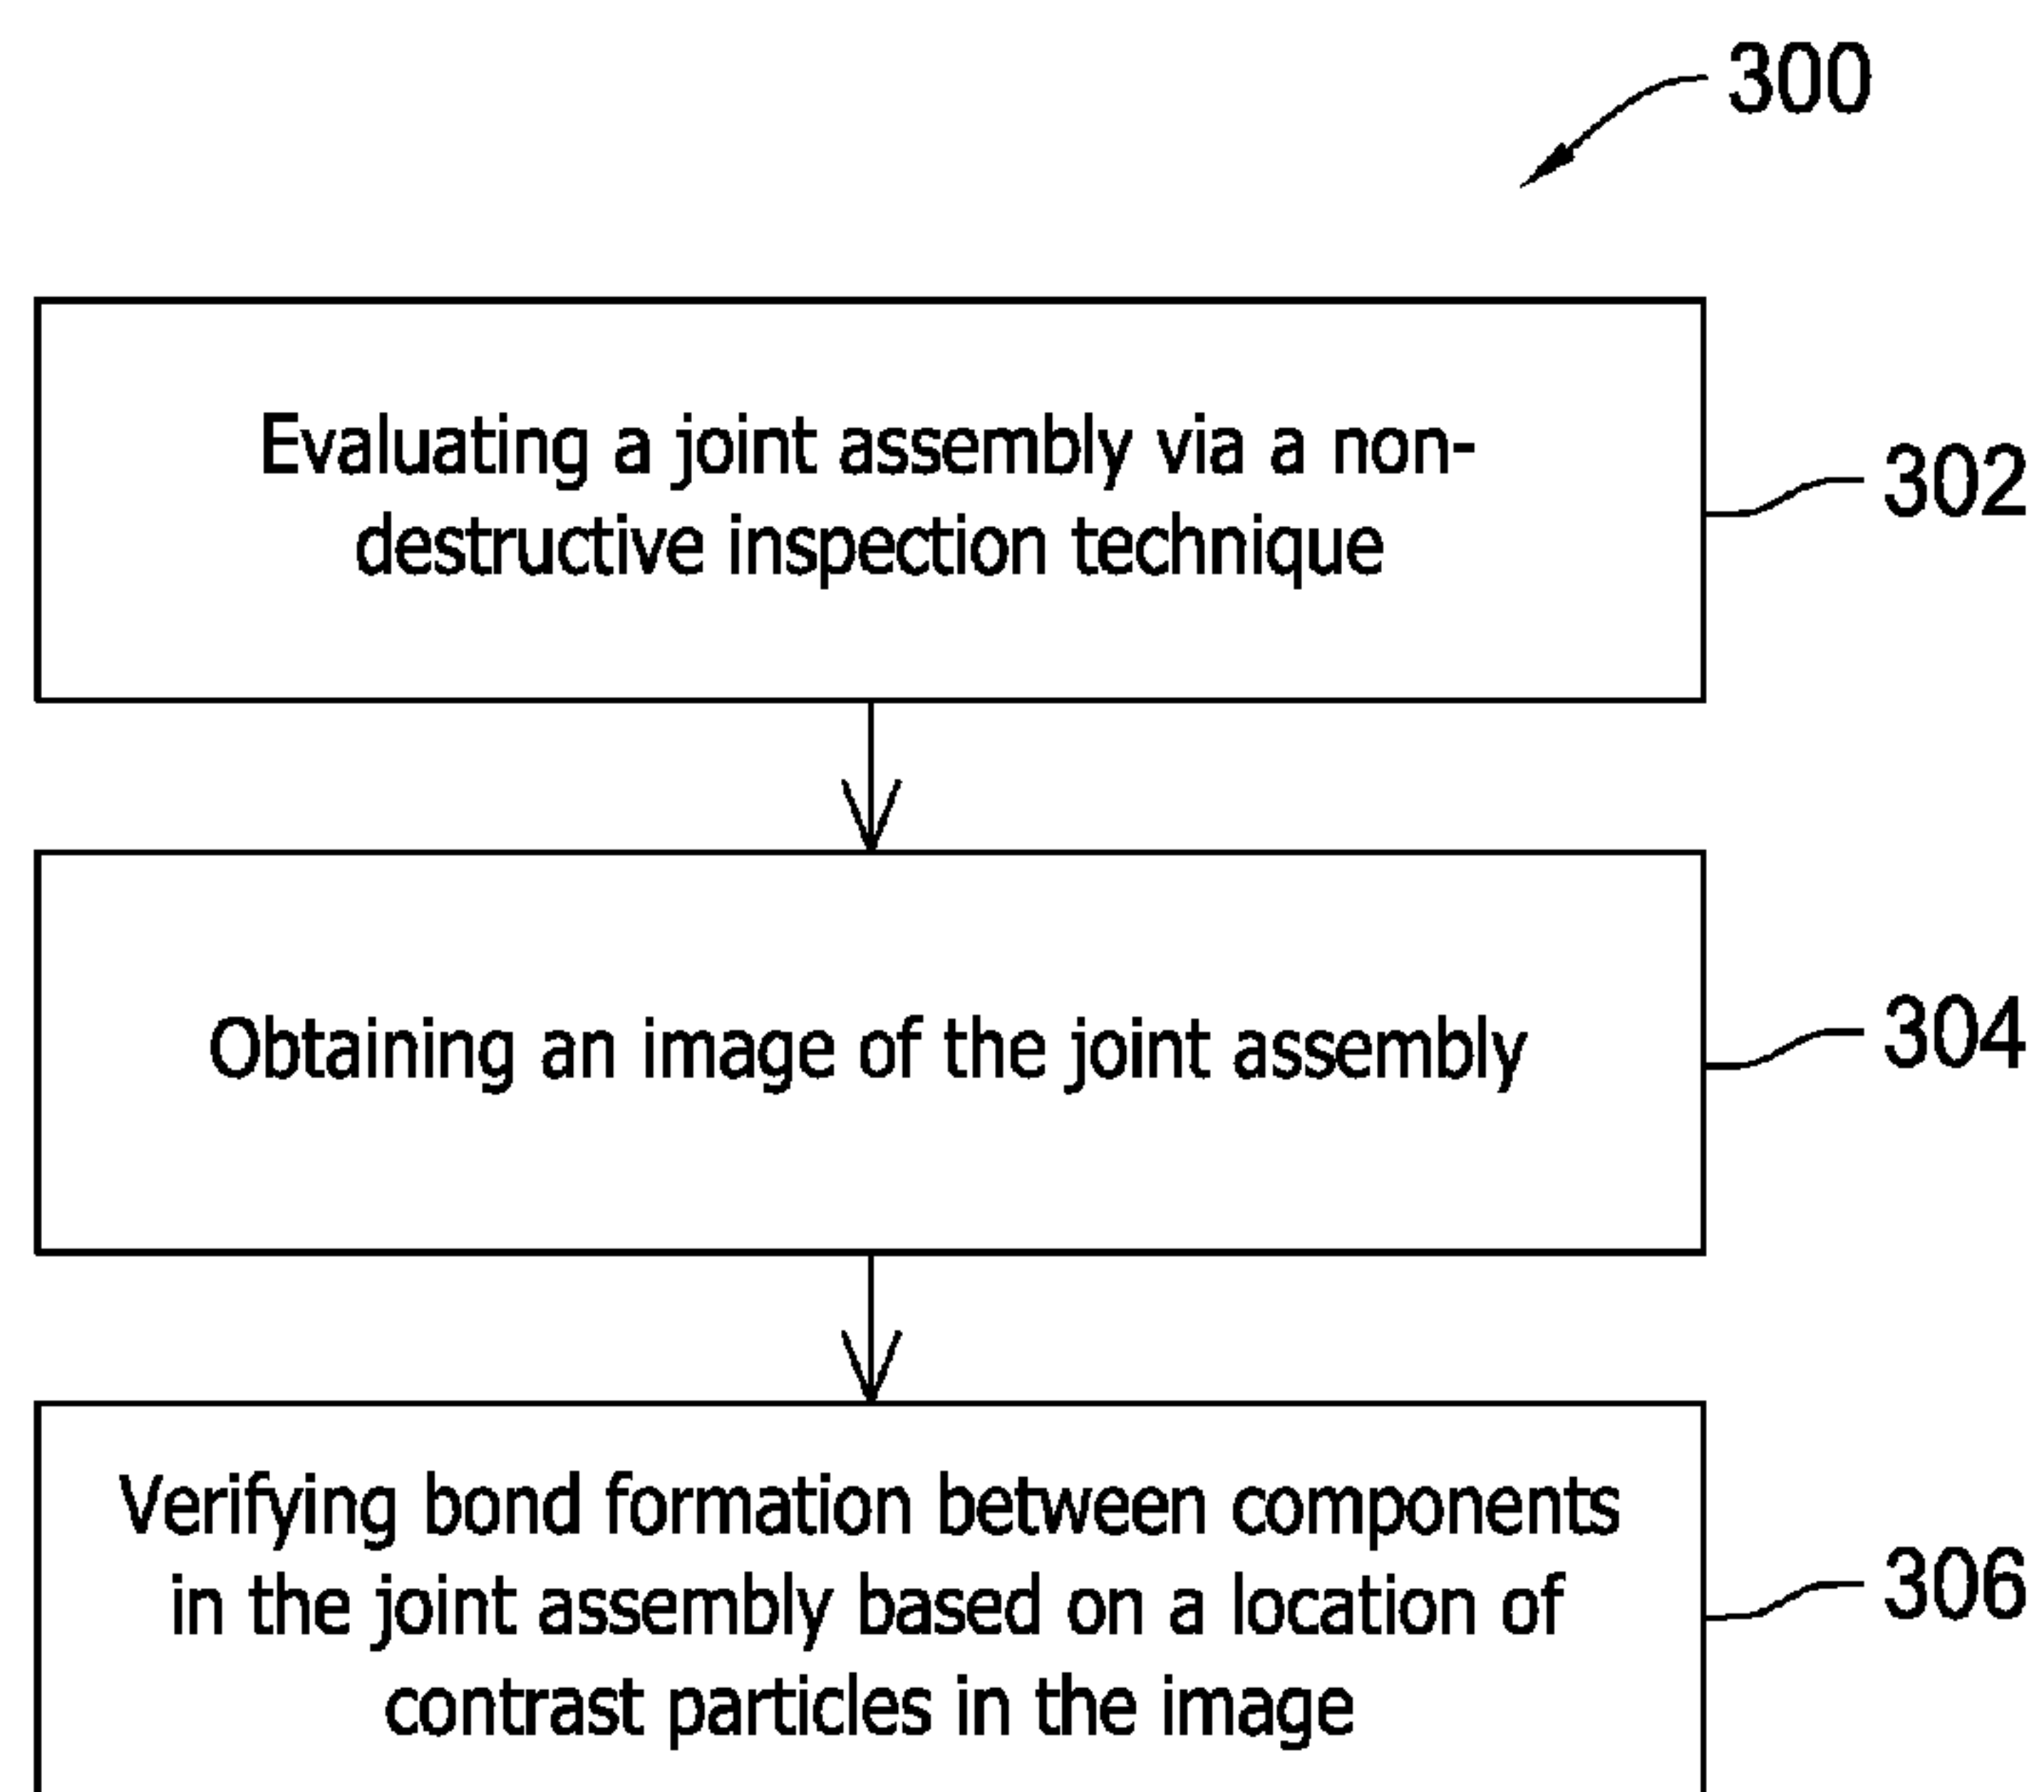 300
Evaluating a joint assembly via a non-
destructive inspection technique
302
Obtaining an image of the joint assembly
304
Verifying bond formation between components
in the joint assembly based on a location of
contrast particles in the image
306